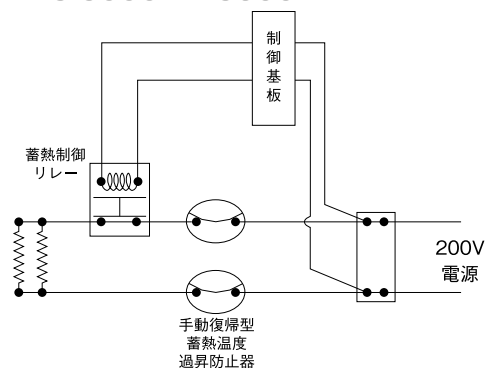 制御基板
蓄熱制御
リレー
200V
電源
手動復帰型
蓄熱温度
過昇防止器